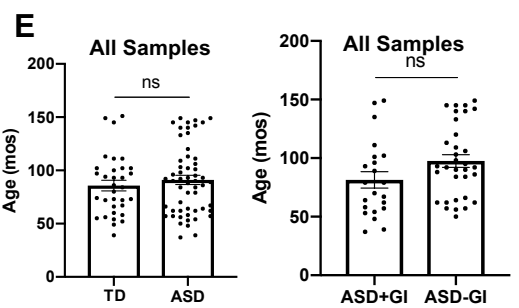 E
All Samples
ns
Age (mos)
200
150
100
50
0
TD ASD
All Samples
ns
Age (mos)
200
150
100
50
0
ASD+GI ASD-GI